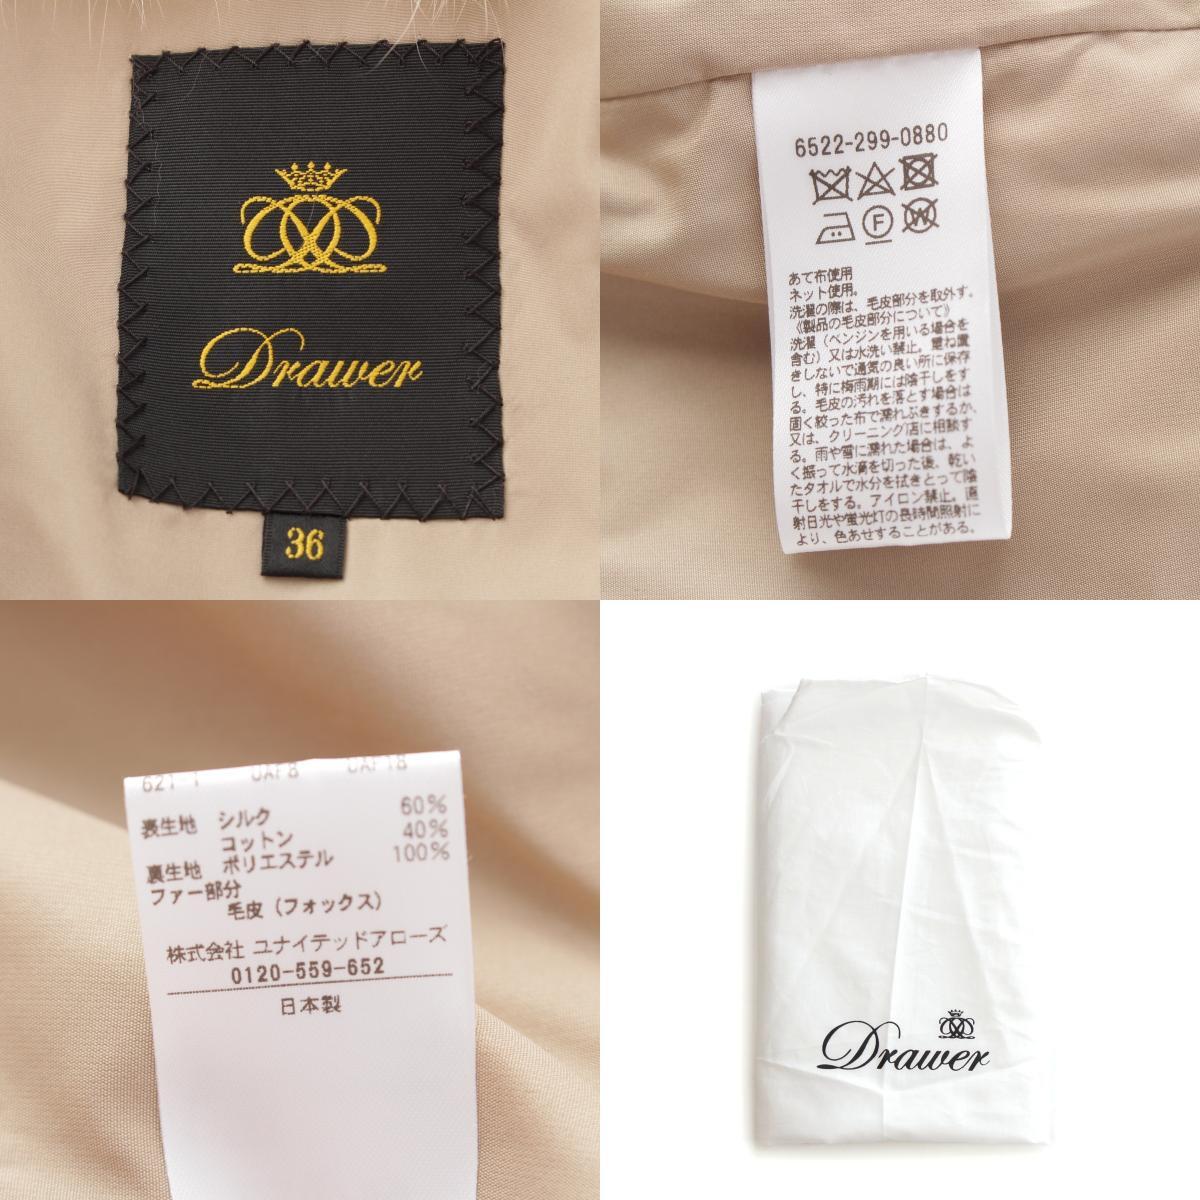 Drawer
36
6522-299-0880
F
W
あて布使用
ネット使用。
洗濯の際は、毛皮部分を取外す。
《製品の毛皮部分について》
洗濯(ベンジンを用いる場合を
含む)又は水洗い禁止。重ね置
きしないで通気の良い所に保存
し、特に梅雨期には陰干しをす
る。毛皮の汚れを落とす場合は
固く絞った布で濡れぶきするか、
又は、クリーニング店に相談す
る。雨や雪に濡れた場合は、よ
く振って水滴を切った後、乾い
たタオルで水分を拭きとって陰
干しをする。アイロン禁止。直
射日光や蛍光灯の長時間照射に
より、色あせすることがある。
621-1 UAF8 UAF18
表生地 シルク 60%
コットン 40%
裏生地 ポリエステル 100%
ファー部分
毛皮(フォックス)
株式会社 ユナイテッドアローズ
0120-559-652
日本製
Drawer